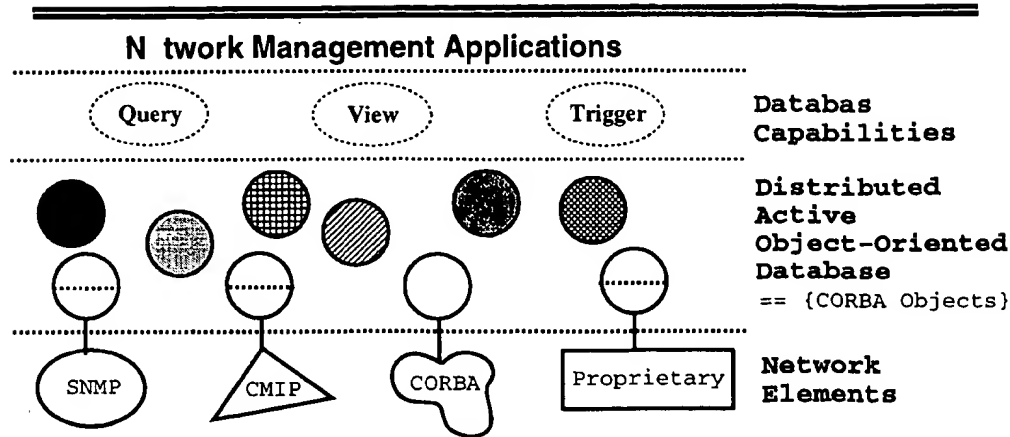 N twork Management Applications
Query View Trigger
Databas
Capabilities
Distributed
Active
Object-Oriented
Database
== {CORBA Objects}
SNMP CMIP CORBA Proprietary
Network
Elements